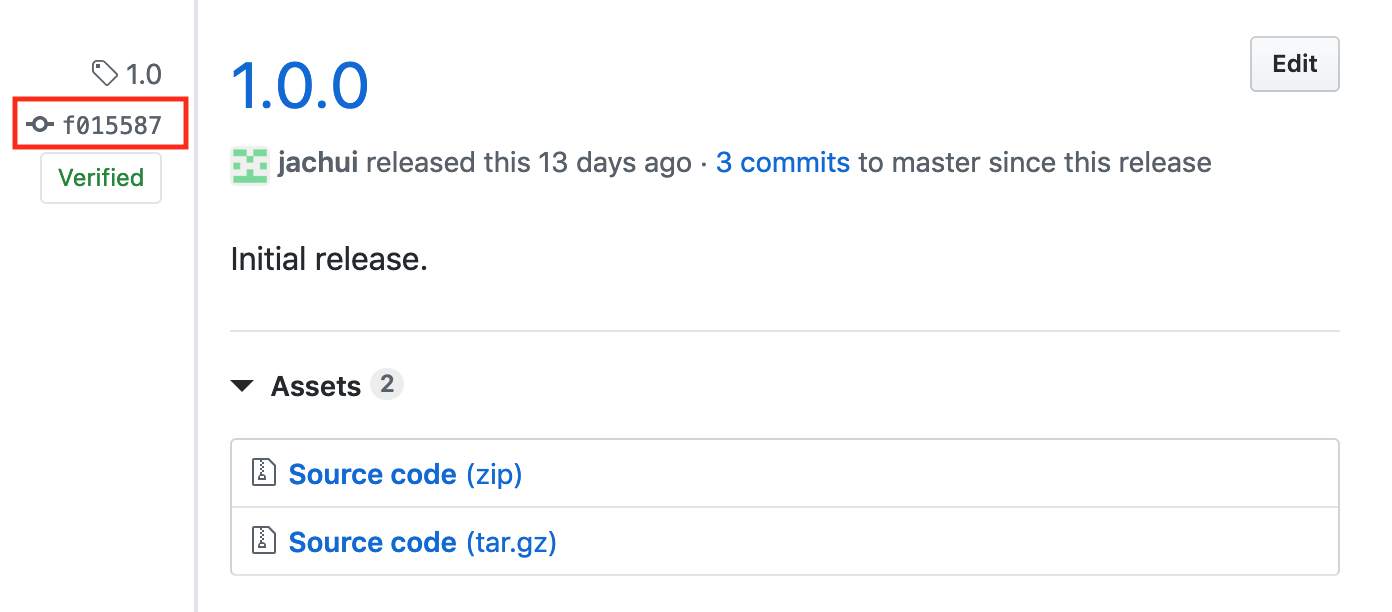 1.0
f015587
Verified
1.0.0
Edit
jachui released this 13 days ago · 3 commits to master since this release
Initial release.
Assets 2
Source code (zip)
Source code (tar.gz)